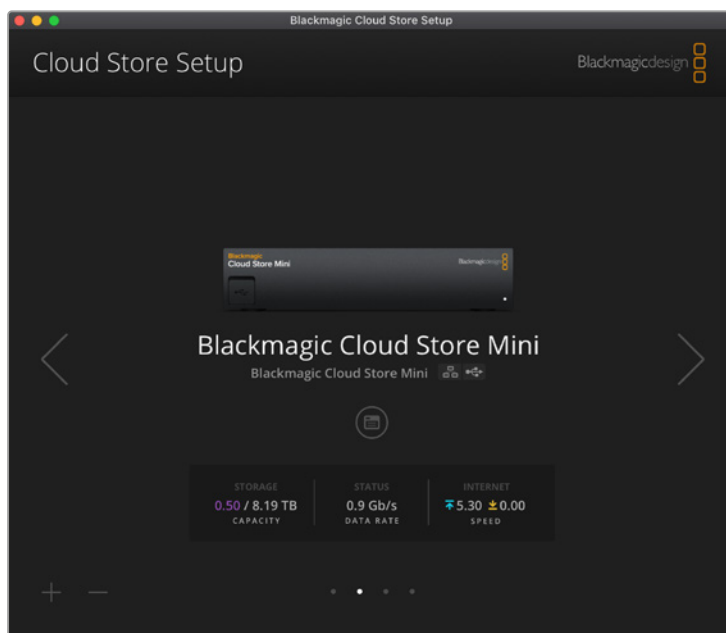 Blackmagic Cloud Store Setup
Cloud Store Setup
Blackmagicdesign
Blackmagic
Cloud Store Mini
Blackmagicdesign
Blackmagic Cloud Store Mini
Blackmagic Cloud Store Mini
STORAGE STATUS INTERNET
0.50 / 8.19 TB 0.9 Gb/s 5.30 0.00
CAPACITY DATA RATE SPEED